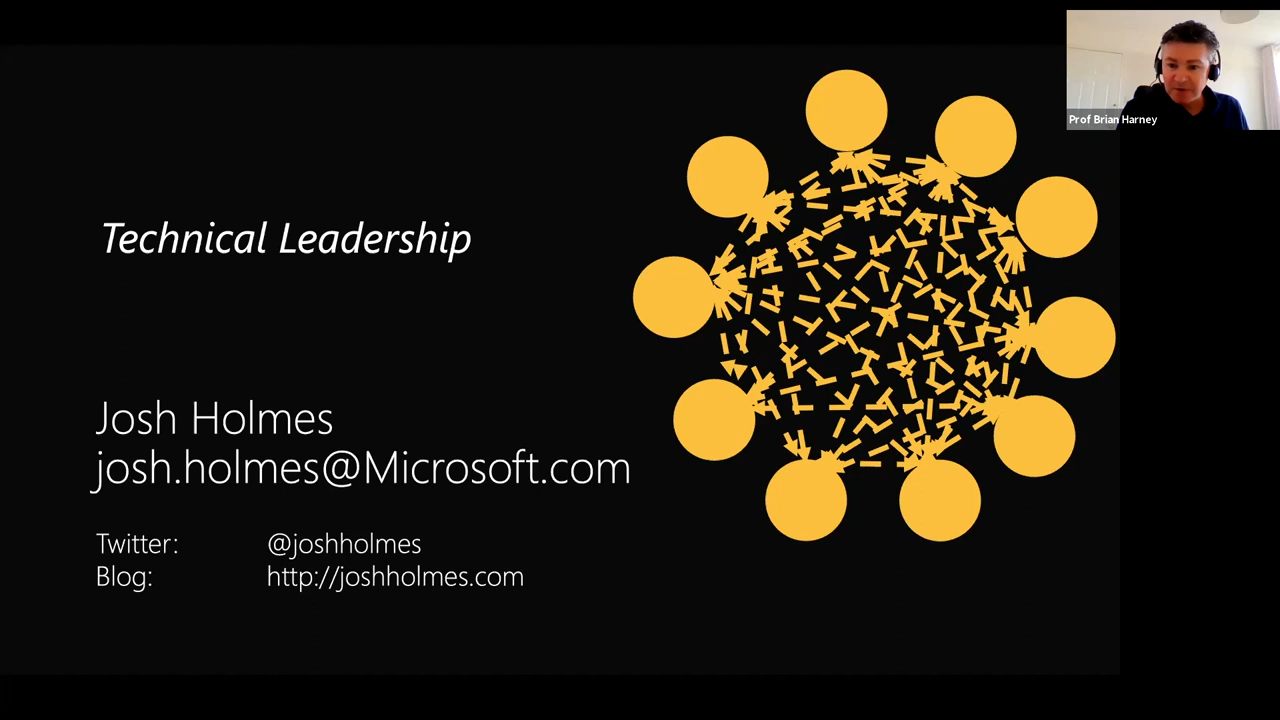 Prof Brian Harney
Technical Leadership
Josh Holmes
josh.holmes@Microsoft.com
Twitter: @joshholmes
Blog: http://joshholmes.com